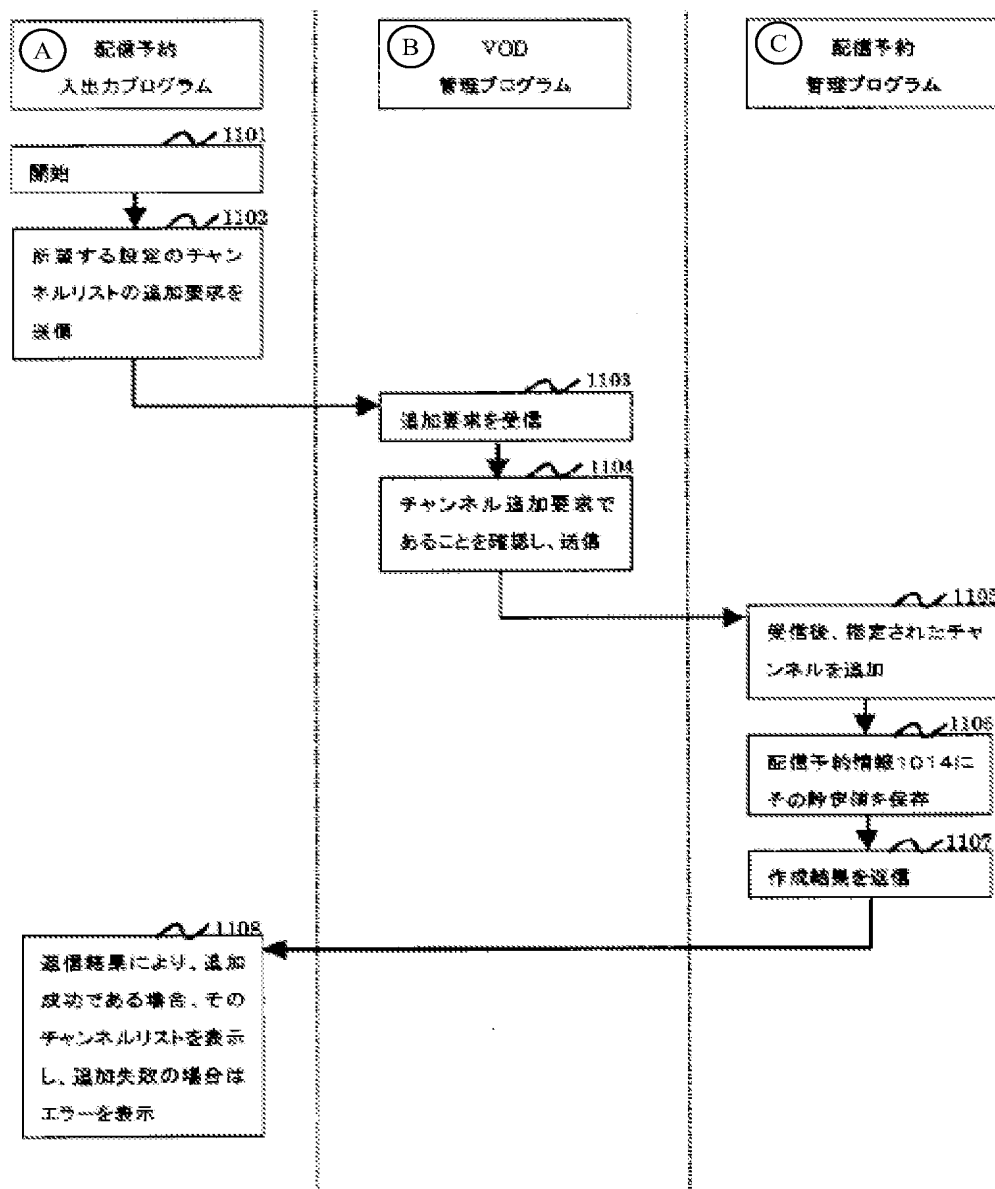 A 配信予約
入出力プログラム
B VOD
管理プログラム
C 配信予約
管理プログラム
1101
開始
1102
所望する設定のチャン
ネルリストの追加要求を
送信
1103
追加要求を受信
1104
チャンネル追加要求で
あることを確認し、送信
1105
受信後、指定されたチャ
ンネルを追加
1106
配信予約情報1014に
その設定値を保存
1107
作成結果を返信
1108
返信結果により、追加
成功である場合、その
チャンネルリストを表示
し、追加失敗の場合は
エラーを表示